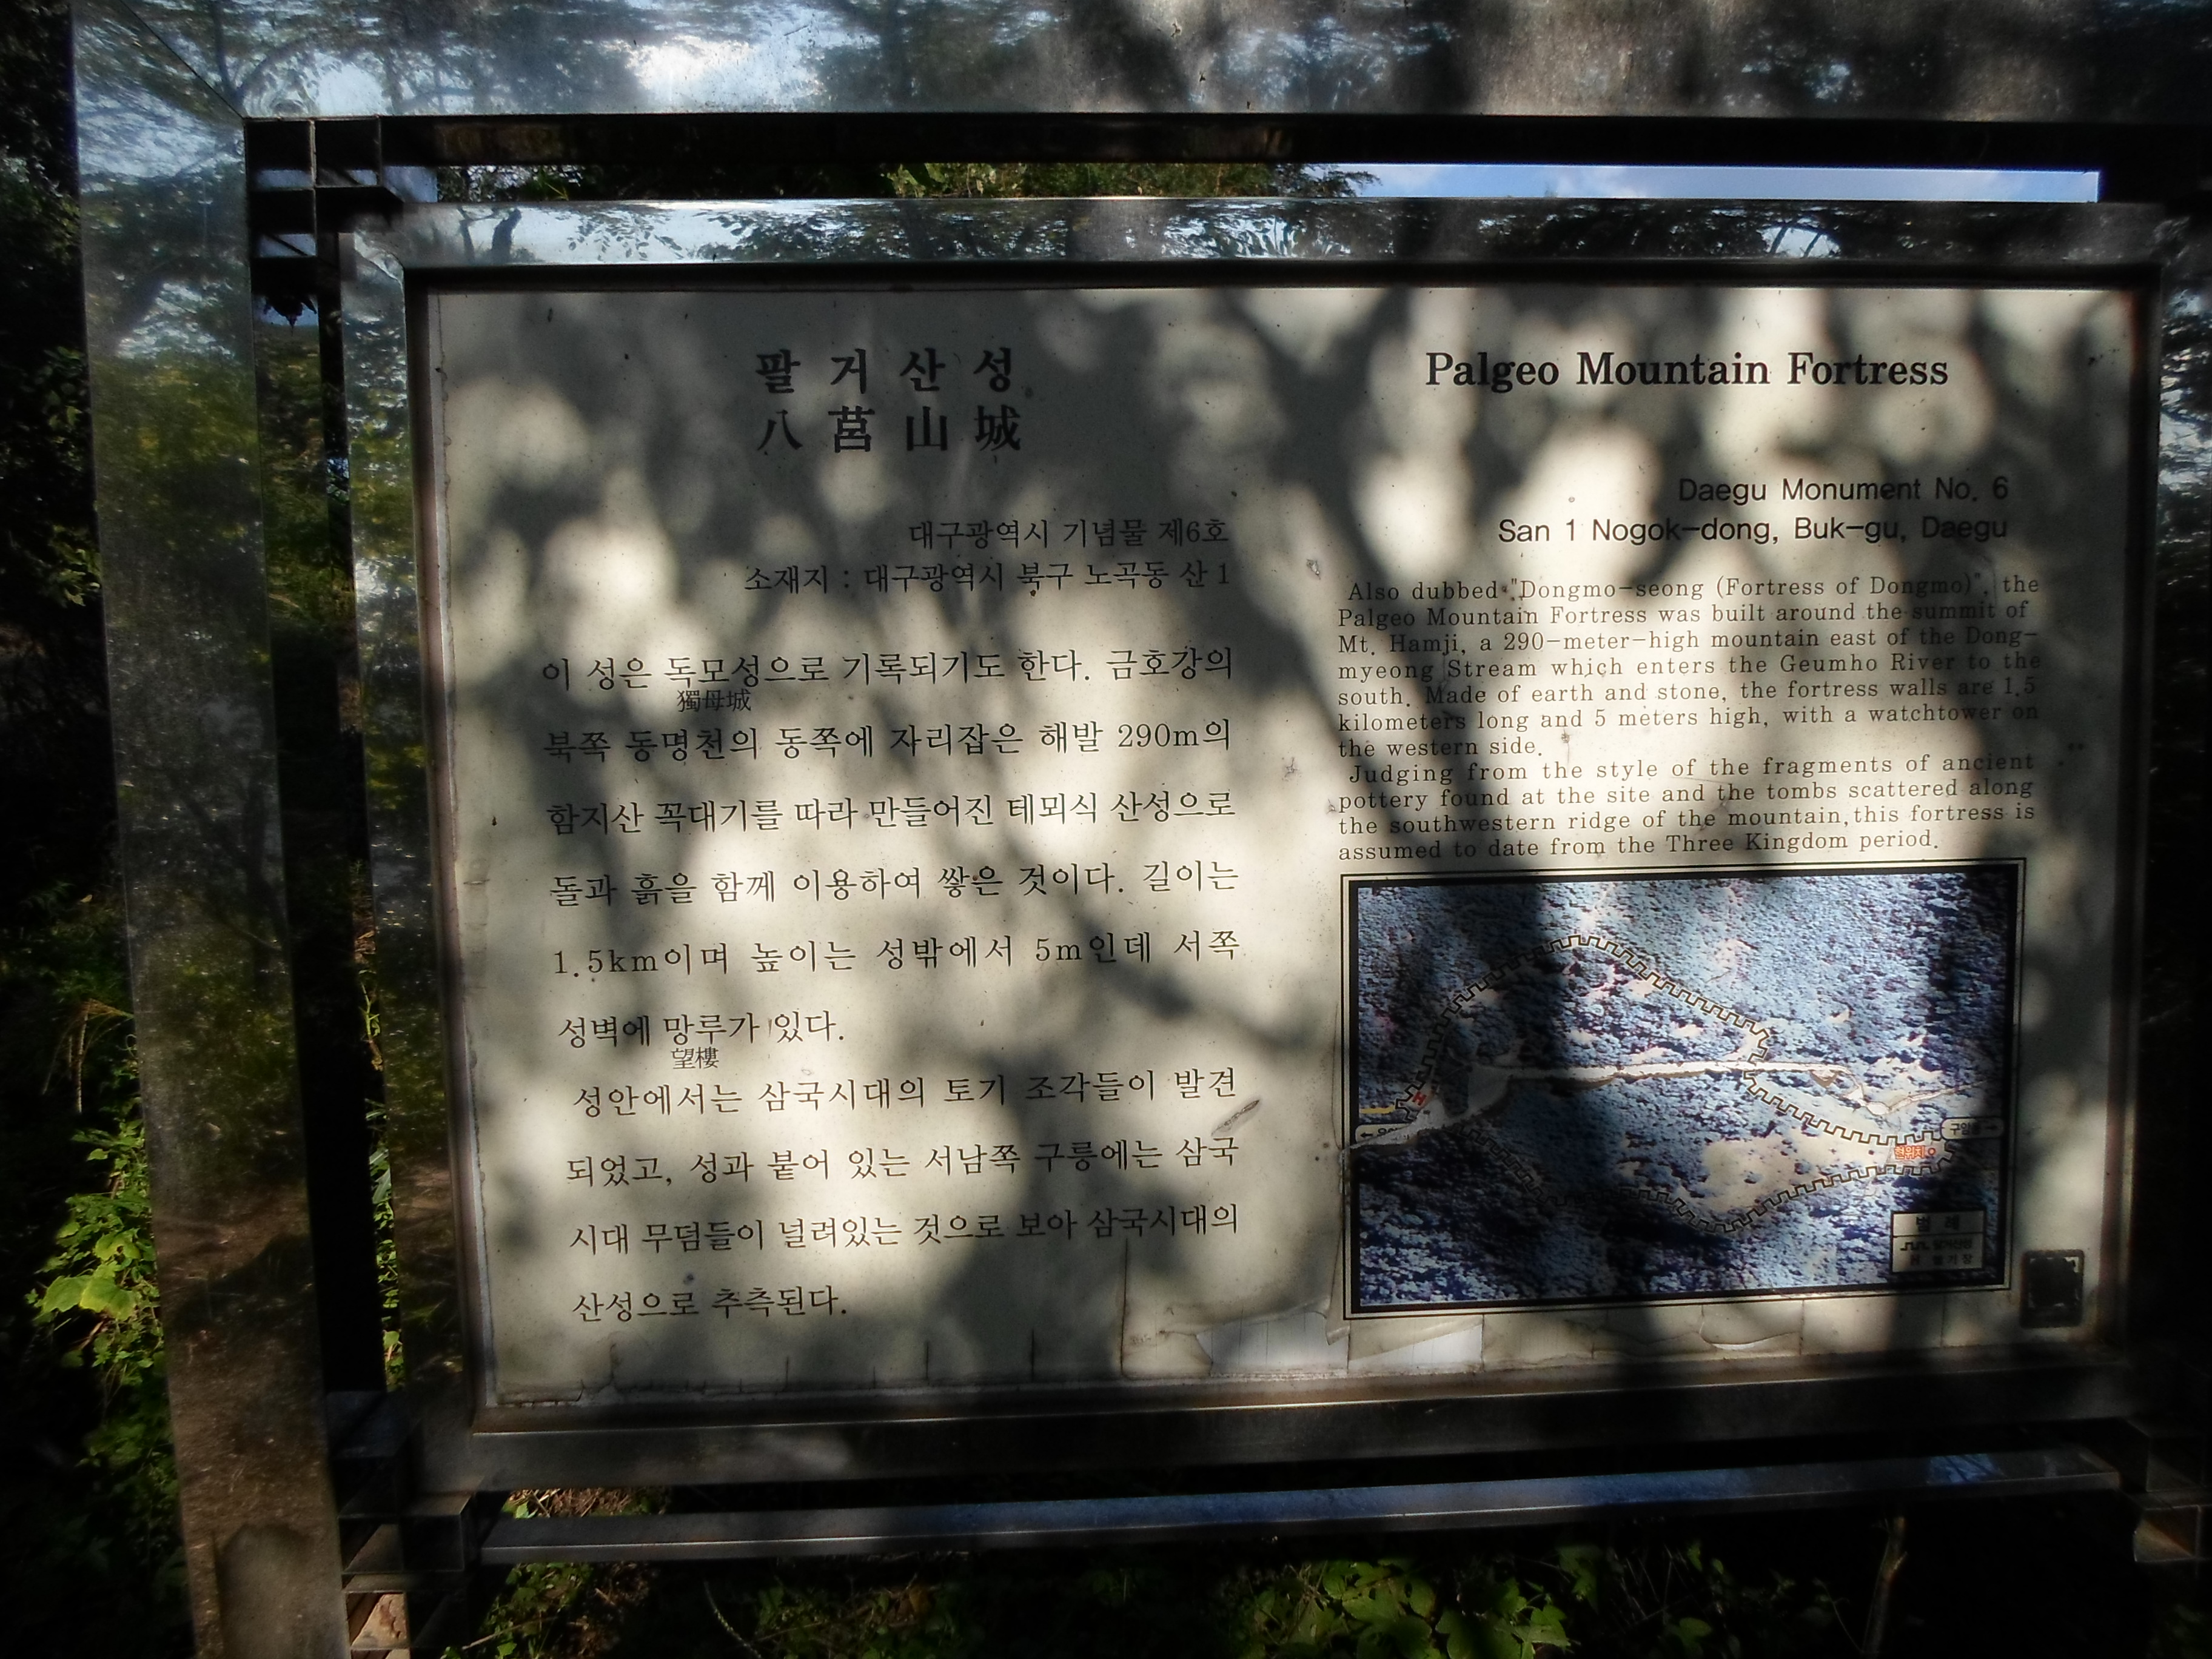 팔거산성
八莒山城
대구광역시 기념물 제6호
소재지 : 대구광역시 북구 노곡동 산 1
이 성은 독모성으로 기록되기도 한다. 금호강의
獨母城
북쪽 동명천의 동쪽에 자리잡은 해발 290m의
함지산 꼭대기를 따라 만들어진 테뫼식 산성으로
돌과 흙을 함께 이용하여 쌓은 것이다. 길이는
1.5km이며 높이는 성밖에서 5m인데 서쪽
성벽에 망루가 있다.
望樓
성안에서는 삼국시대의 토기 조각들이 발견
되었고, 성과 붙어 있는 서남쪽 구릉에는 삼국
시대 무덤들이 널려있는 것으로 보아 삼국시대의
산성으로 추측된다.
Palgeo Mountain Fortress
Daegu Monument No. 6
San 1 Nogok-dong, Buk-gu, Daegu
Also dubbed "Dongmo-seong (Fortress of Dongmo)", the
Palgeo Mountain Fortress was built around the summit of
Mt. Hamji, a 290-meter-high mountain east of the Dong-
myeong Stream which enters the Geumho River to the
south. Made of earth and stone, the fortress walls are 1.5
kilometers long and 5 meters high, with a watchtower on
the western side.
Judging from the style of the fragments of ancient
pottery found at the site and the tombs scattered along
the southwestern ridge of the mountain, this fortress is
assumed to date from the Three Kingdom period.
H
현위치
범 례
팔거산성
H 헬기장